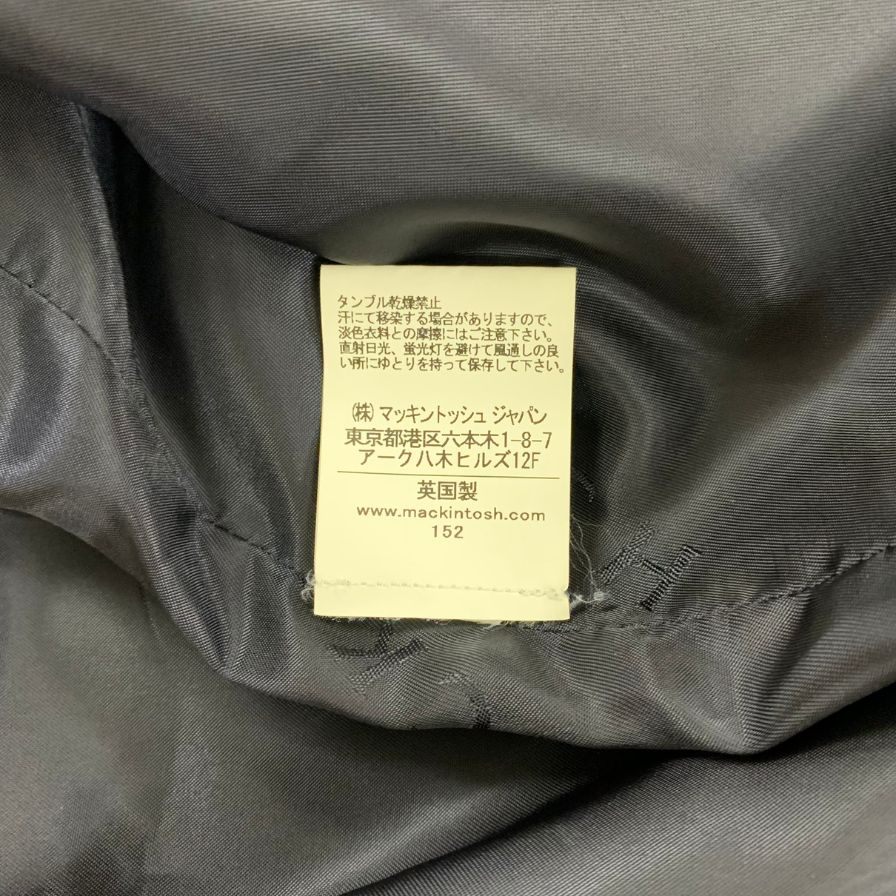 タンブル乾燥禁止
汗にて移染する場合がありますので、
淡色衣料との摩擦にはご注意下さい。
直射日光、蛍光灯を避けて風通しの良
い所にゆとりを持って保存して下さい。
(株)マッキントッシュ ジャパン
東京都港区六本木1-8-7
アーク八木ヒルズ12F
英国製
www.mackintosh.com
152